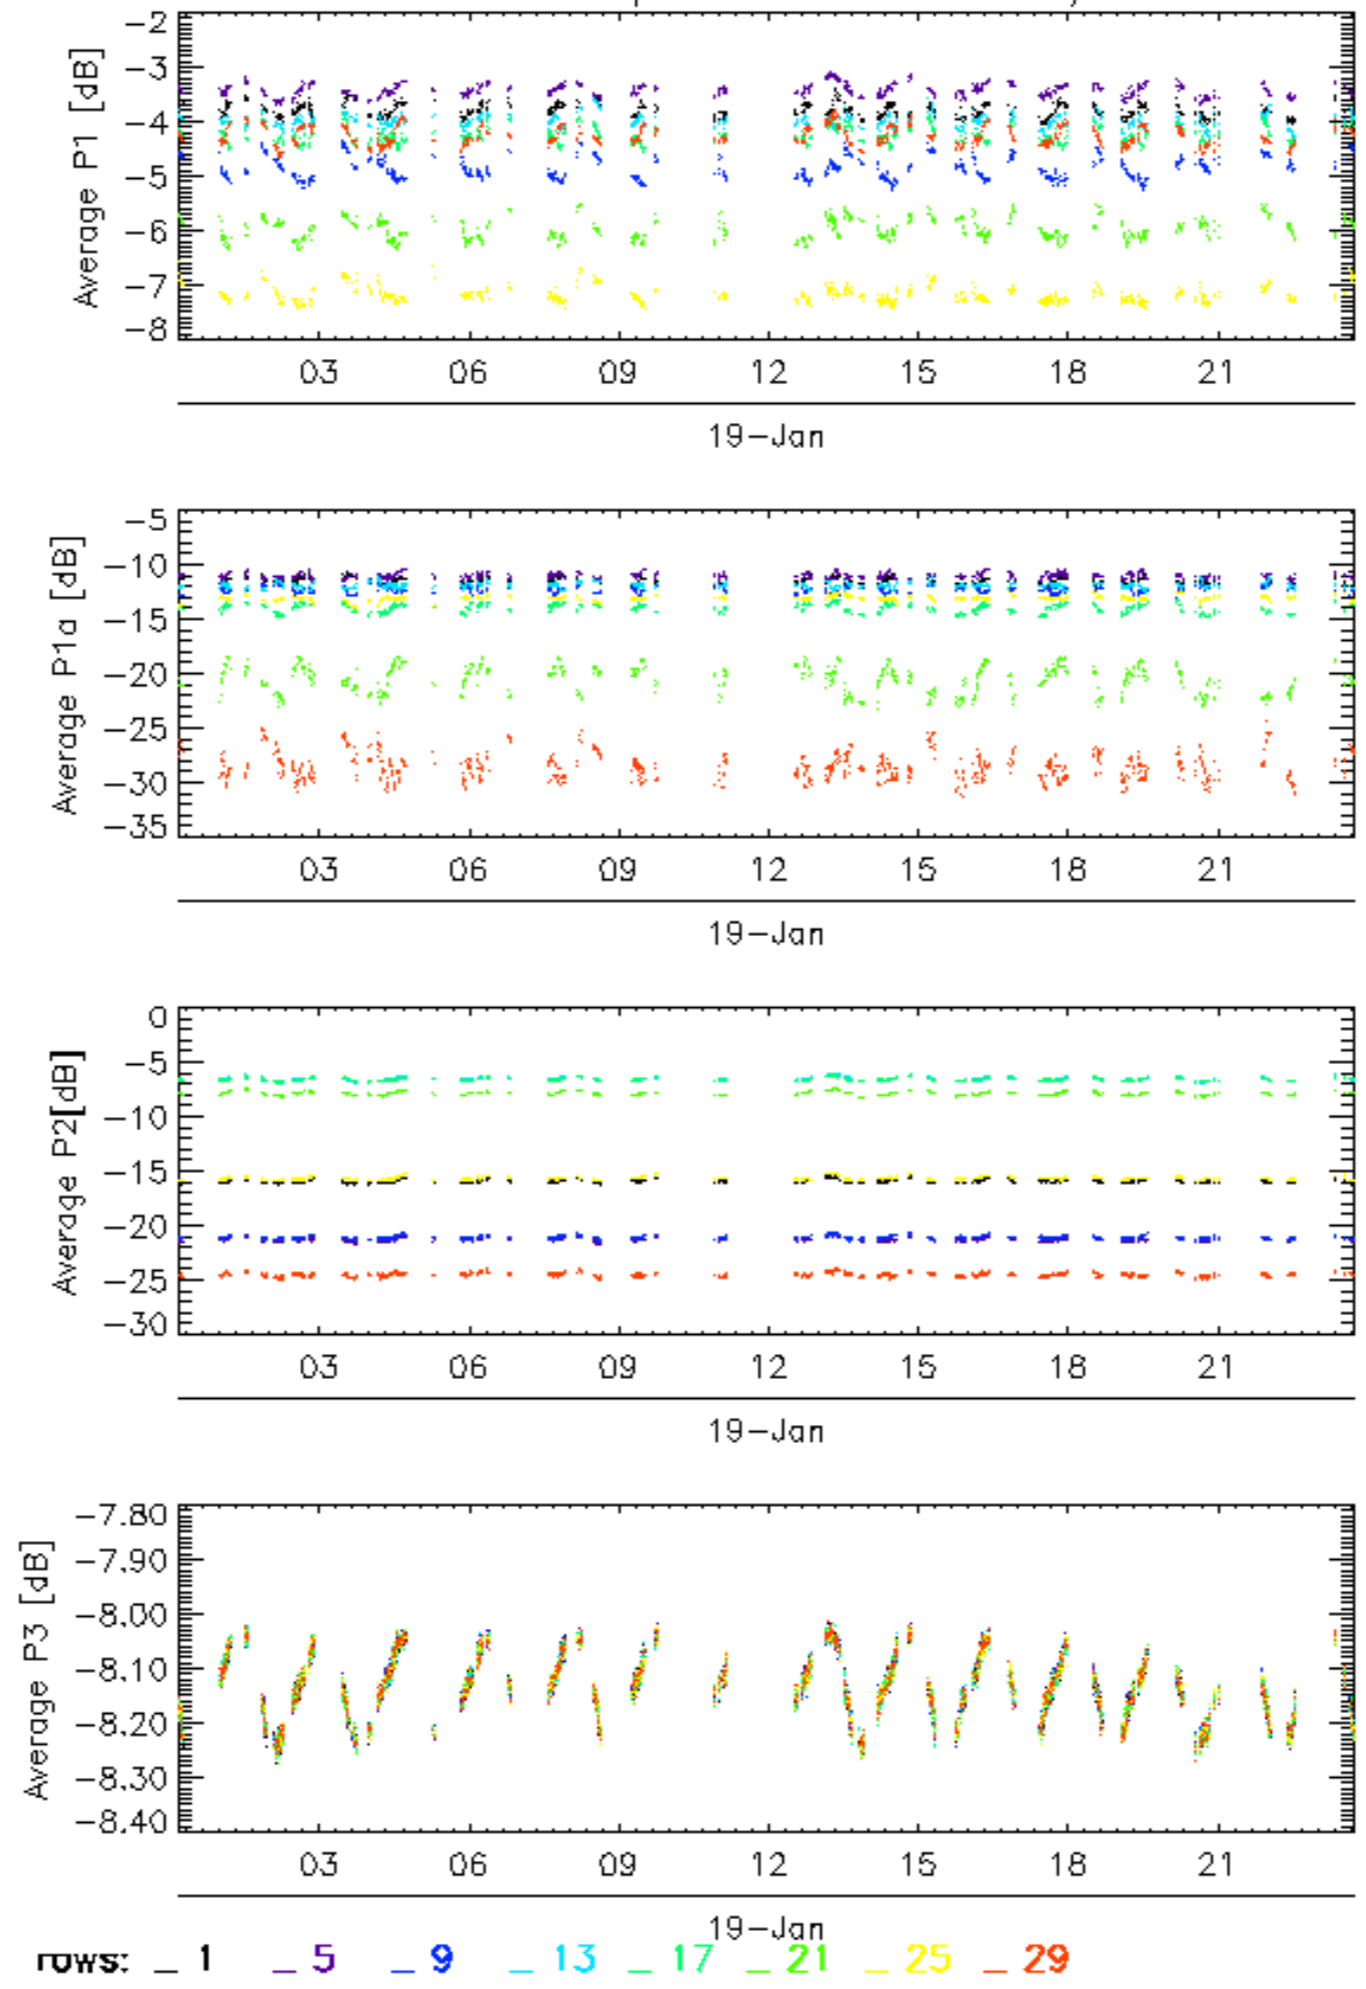 -2
-3
-4
-5
-6
-7
-8
Average P1 [dB]
03 06 09 12 15 18 21
19-Jan
-5
-10
-15
-20
-25
-30
-35
Average P1a [dB]
03 06 09 12 15 18 21
19-Jan
0
-5
-10
-15
-20
-25
-30
Average P2[dB]
03 06 09 12 15 18 21
19-Jan
-7.80
-7.90
-8.00
-8.10
-8.20
-8.30
-8.40
Average P3 [dB]
03 06 09 12 15 18 21
19-Jan
rows: _ 1 _ 5 _ 9 _ 13 _ 17 _ 21 _ 25 _ 29